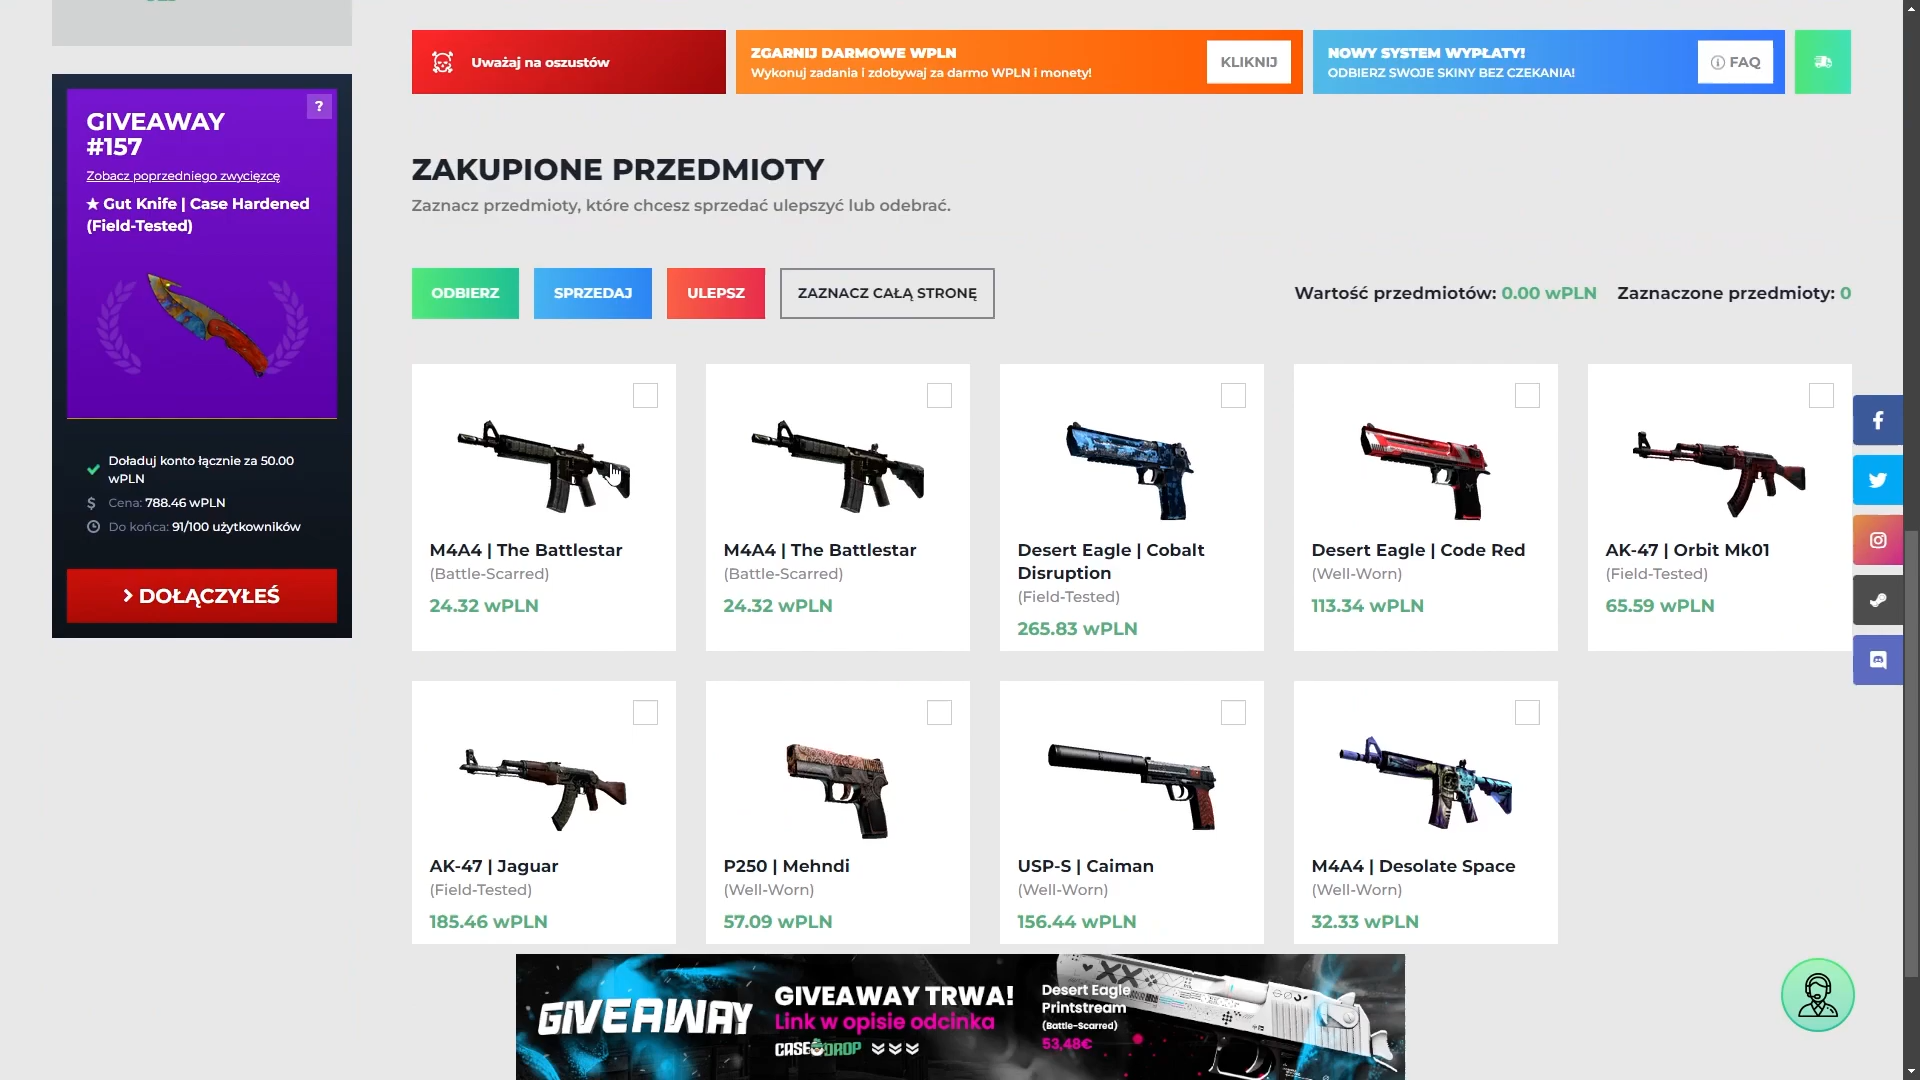 Uważaj na oszustów
ZGARNIJ DARMOWE WPLN
Wykonuj zadania i zdobywaj za darmo WPLN i monety!
KLIKNIJ
NOWY SYSTEM WYPŁATY!
ODBIERZ SWOJE SKINY BEZ CZEKANIA!
FAQ
?
GIVEAWAY
#157
Zobacz poprzedniego zwycięzcę
★ Gut Knife | Case Hardened
(Field-Tested)
Doładuj konto łącznie za 50.00
wPLN
$ Cena: 788.46 wPLN
Do końca: 91/100 użytkowników
DOŁĄCZYŁEŚ
ZAKUPIONE PRZEDMIOTY
Zaznacz przedmioty, które chcesz sprzedać ulepszyć lub odebrać.
ODBIERZ
SPRZEDAJ
ULEPSZ
ZAZNACZ CAŁĄ STRONĘ
Wartość przedmiotów: 0.00 wPLN
Zaznaczone przedmioty: 0
M4A4 | The Battlestar
(Battle-Scarred)
24.32 wPLN
M4A4 | The Battlestar
(Battle-Scarred)
24.32 wPLN
Desert Eagle | Cobalt
Disruption
(Field-Tested)
265.83 wPLN
Desert Eagle | Code Red
(Well-Worn)
113.34 wPLN
AK-47 | Orbit Mk01
(Field-Tested)
65.59 wPLN
AK-47 | Jaguar
(Field-Tested)
185.46 wPLN
P250 | Mehndi
(Well-Worn)
57.09 wPLN
USP-S | Caiman
(Well-Worn)
156.44 wPLN
M4A4 | Desolate Space
(Well-Worn)
32.33 wPLN
GIVEAWAY
GIVEAWAY TRWA!
Link w opisie odcinka
CASEDROP
Desert Eagle
Printstream
(Battle-Scarred)
53,48€